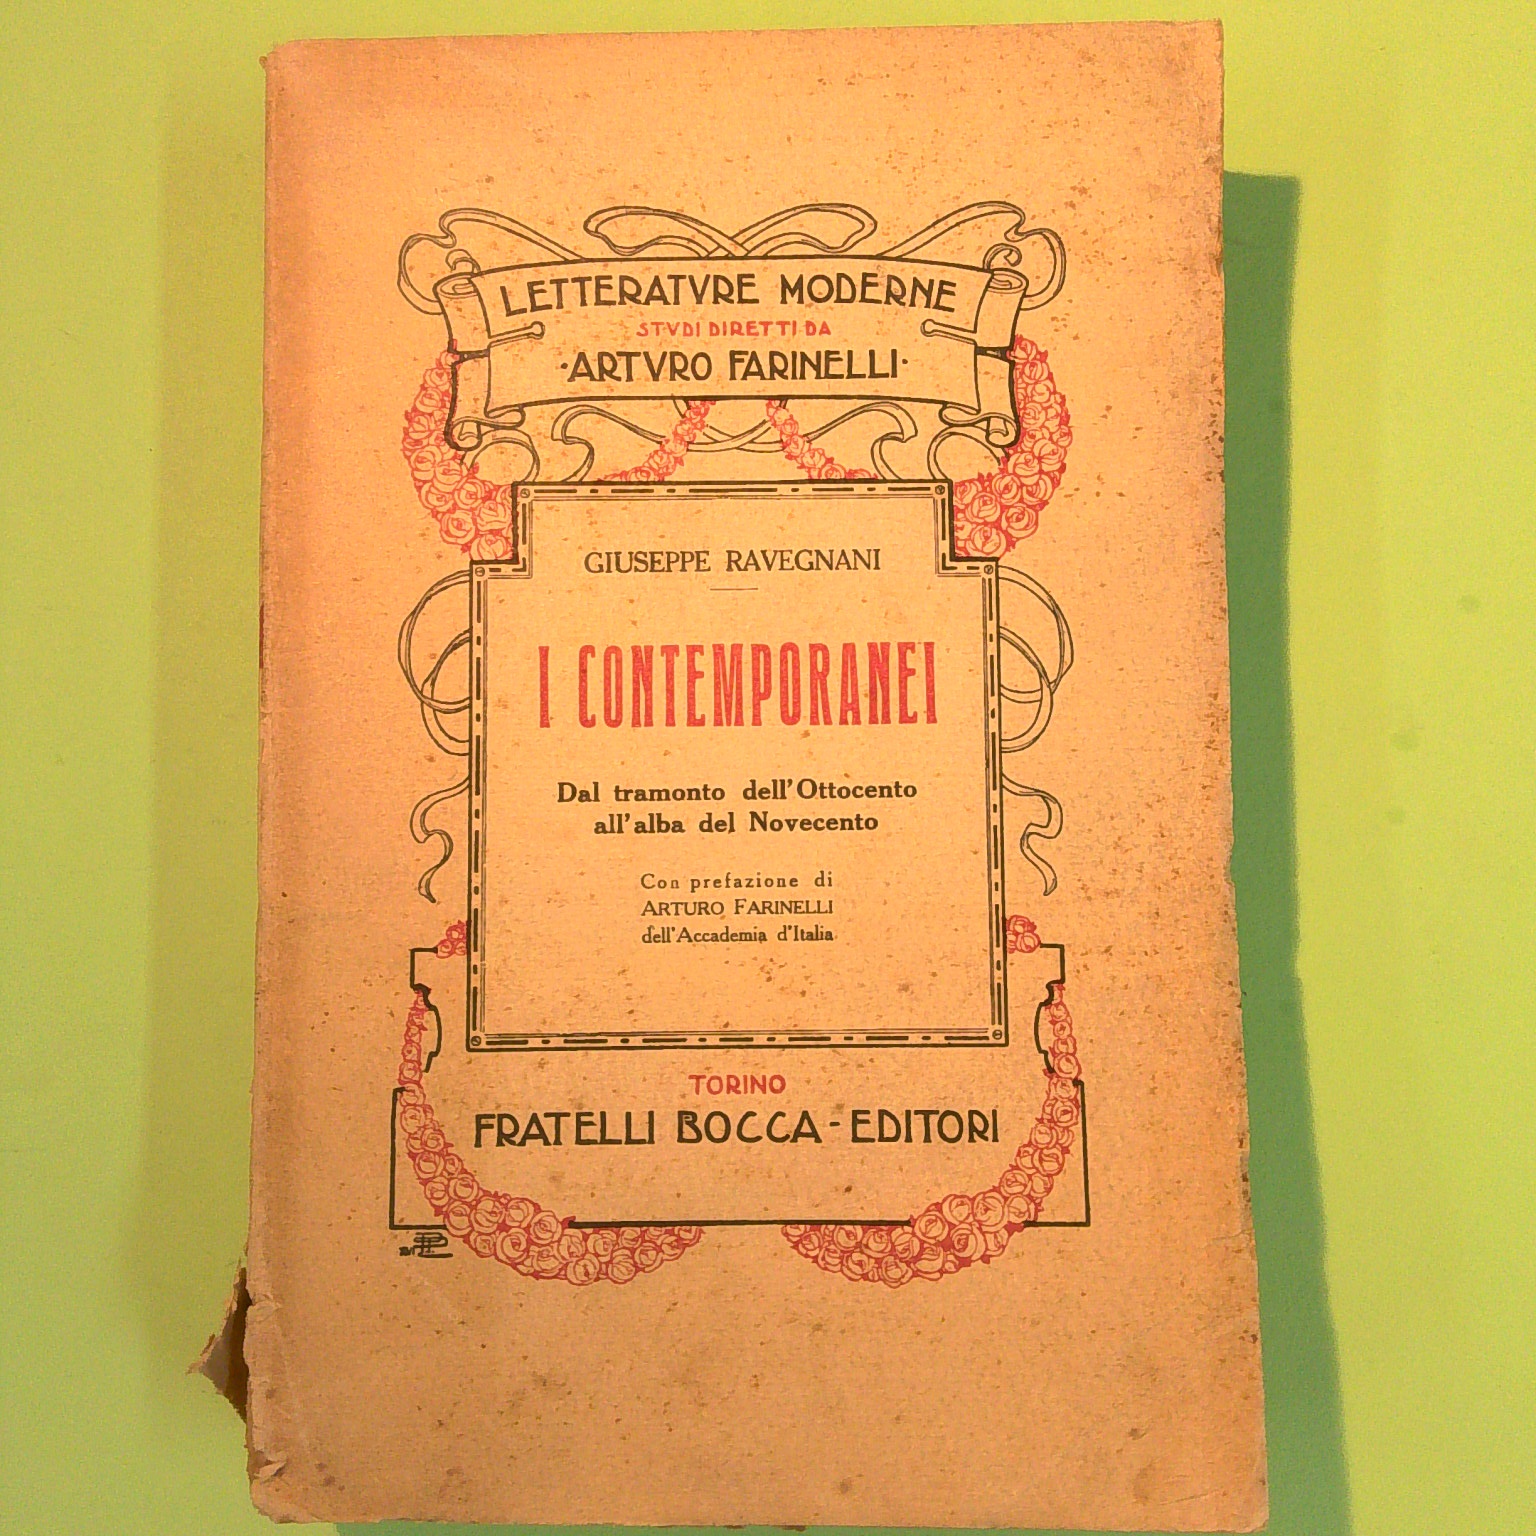 LETTERATVRE MODERNE
STVDI DIRETTI DA
·ARTVRO FARINELLI·
GIUSEPPE RAVEGNANI
I CONTEMPORANEI
Dal tramonto dell'Ottocento
all'alba del Novecento
Con prefazione di
ARTURO FARINELLI
dell'Accademia d'Italia
TORINO
FRATELLI BOCCA-EDITORI